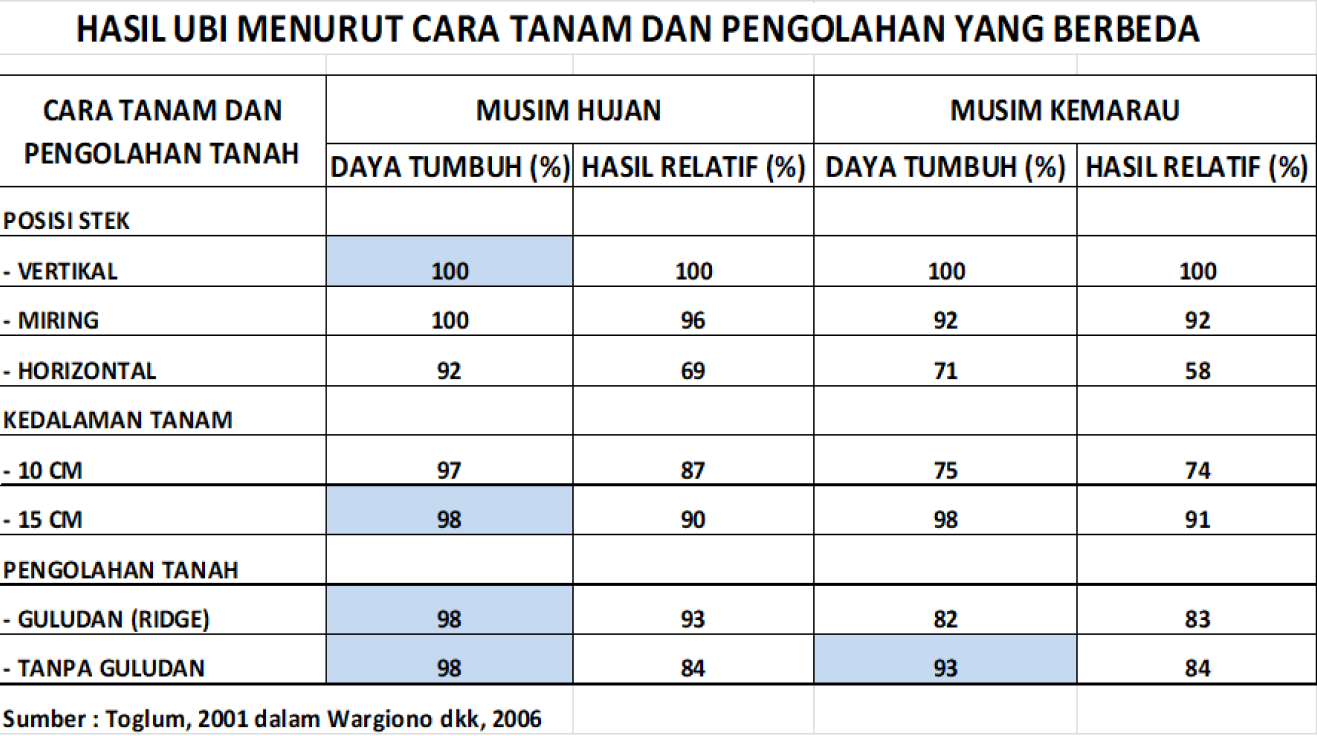 HASIL UBI MENURUT CARA TANAM DAN PENGOLAHAN YANG BERBEDA
CARA TANAM DAN PENGOLAHAN TANAH MUSIM HUJAN MUSIM KEMARAU
DAYA TUMBUH (%) HASIL RELATIF (%) DAYA TUMBUH (%) HASIL RELATIF (%)
POSISI STEK
- VERTIKAL 100 100 100 100
- MIRING 100 96 92 92
- HORIZONTAL 92 69 71 58
KEDALAMAN TANAM
- 10 CM 97 87 75 74
- 15 CM 98 90 98 91
PENGOLAHAN TANAH
- GULUDAN (RIDGE) 98 93 82 83
- TANPA GULUDAN 98 84 93 84
Sumber : Toglum, 2001 dalam Wargiono dkk, 2006